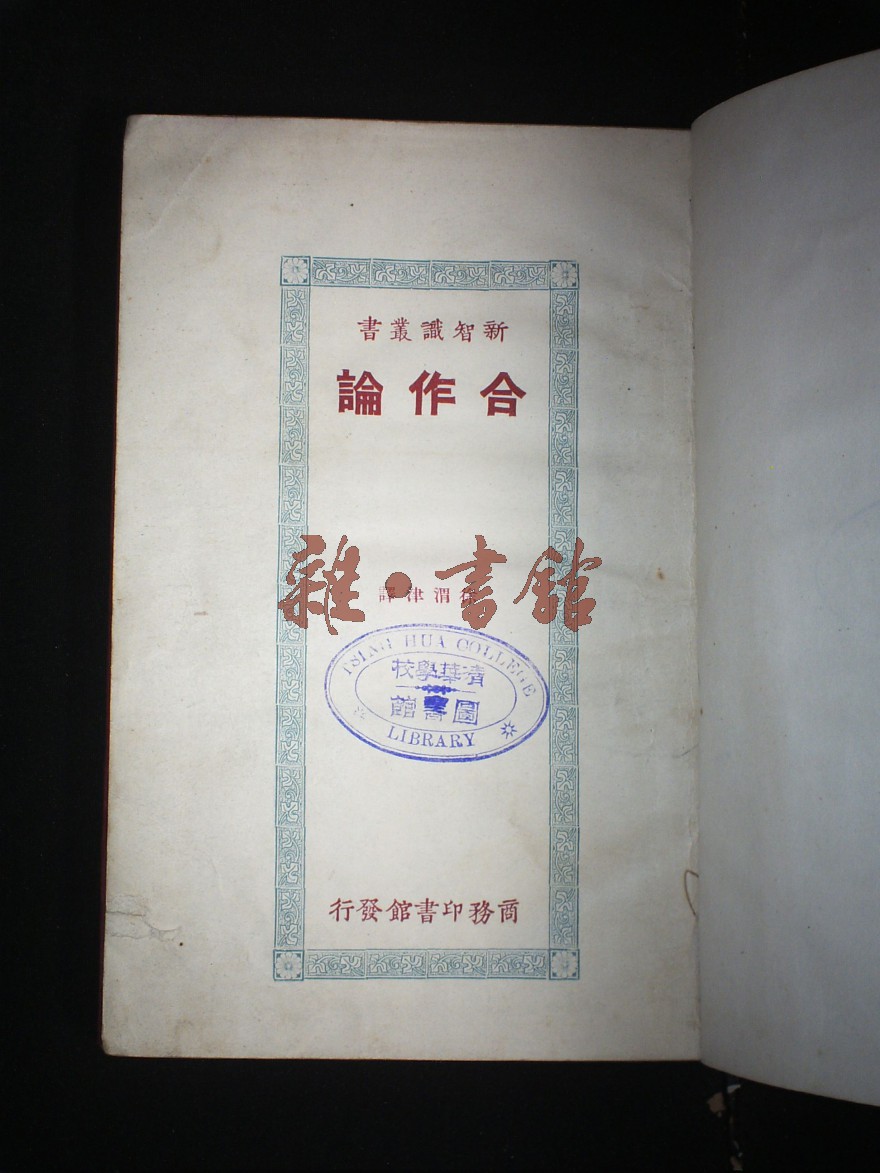 新智識叢書
合作論
雜·書館
渭津譯
TSING HUA COLLEGE
清華學校
圖書館
LIBRARY
商務印書館發行